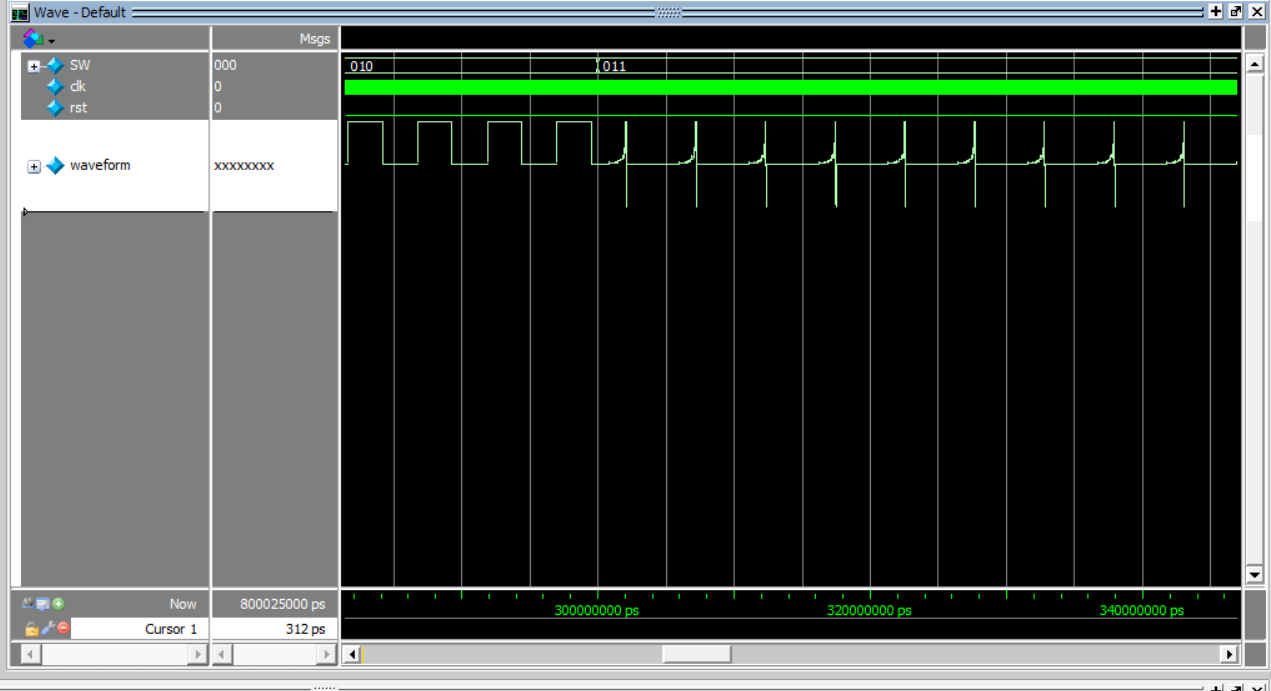 Wave - Default
Msgs
SW 000 010 011
clk 0
rst 0
waveform xxxxxxxx
Now 800025000 ps 300000000 ps 320000000 ps 340000000 ps
Cursor 1 312 ps